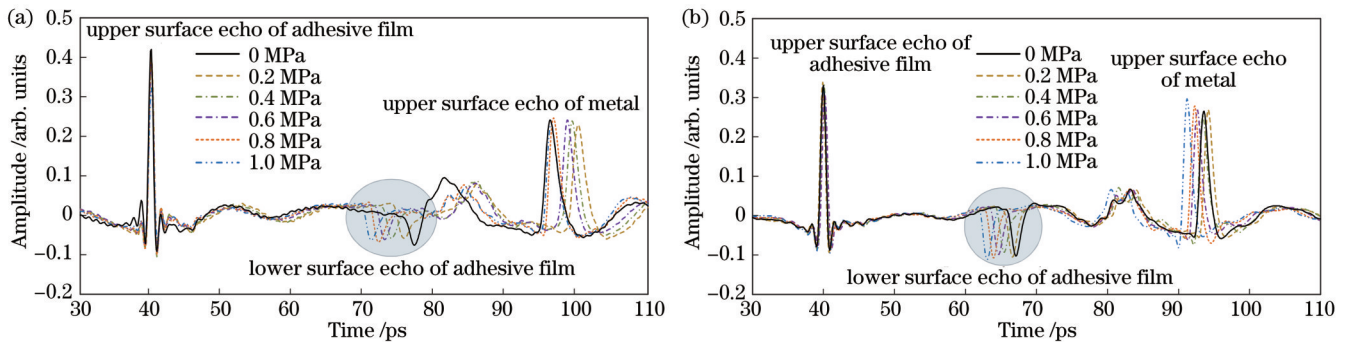 (a)
0.5
0.4
0.3
0.2
0.1
0
−0.1
−0.2
Amplitude /arb. units
upper surface echo of adhesive film
0 MPa
0.2 MPa
0.4 MPa
0.6 MPa
0.8 MPa
1.0 MPa
upper surface echo of metal
lower surface echo of adhesive film
30 40 50 60 70 80 90 100 110
Time /ps
(b)
0.5
0.4
0.3
0.2
0.1
0
−0.1
−0.2
Amplitude /arb. units
upper surface echo of
adhesive film
0 MPa
0.2 MPa
0.4 MPa
0.6 MPa
0.8 MPa
1.0 MPa
upper surface echo
of metal
lower surface echo of adhesive film
30 40 50 60 70 80 90 100 110
Time /ps